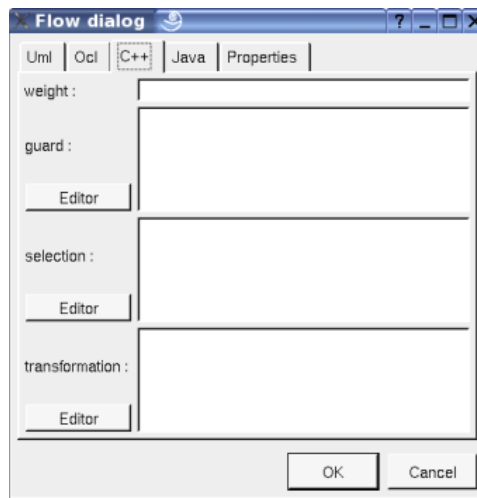 Flow dialog
Uml Ocl C++ Java Properties
weight :
guard :
Editor
selection :
Editor
transformation :
Editor
OK Cancel